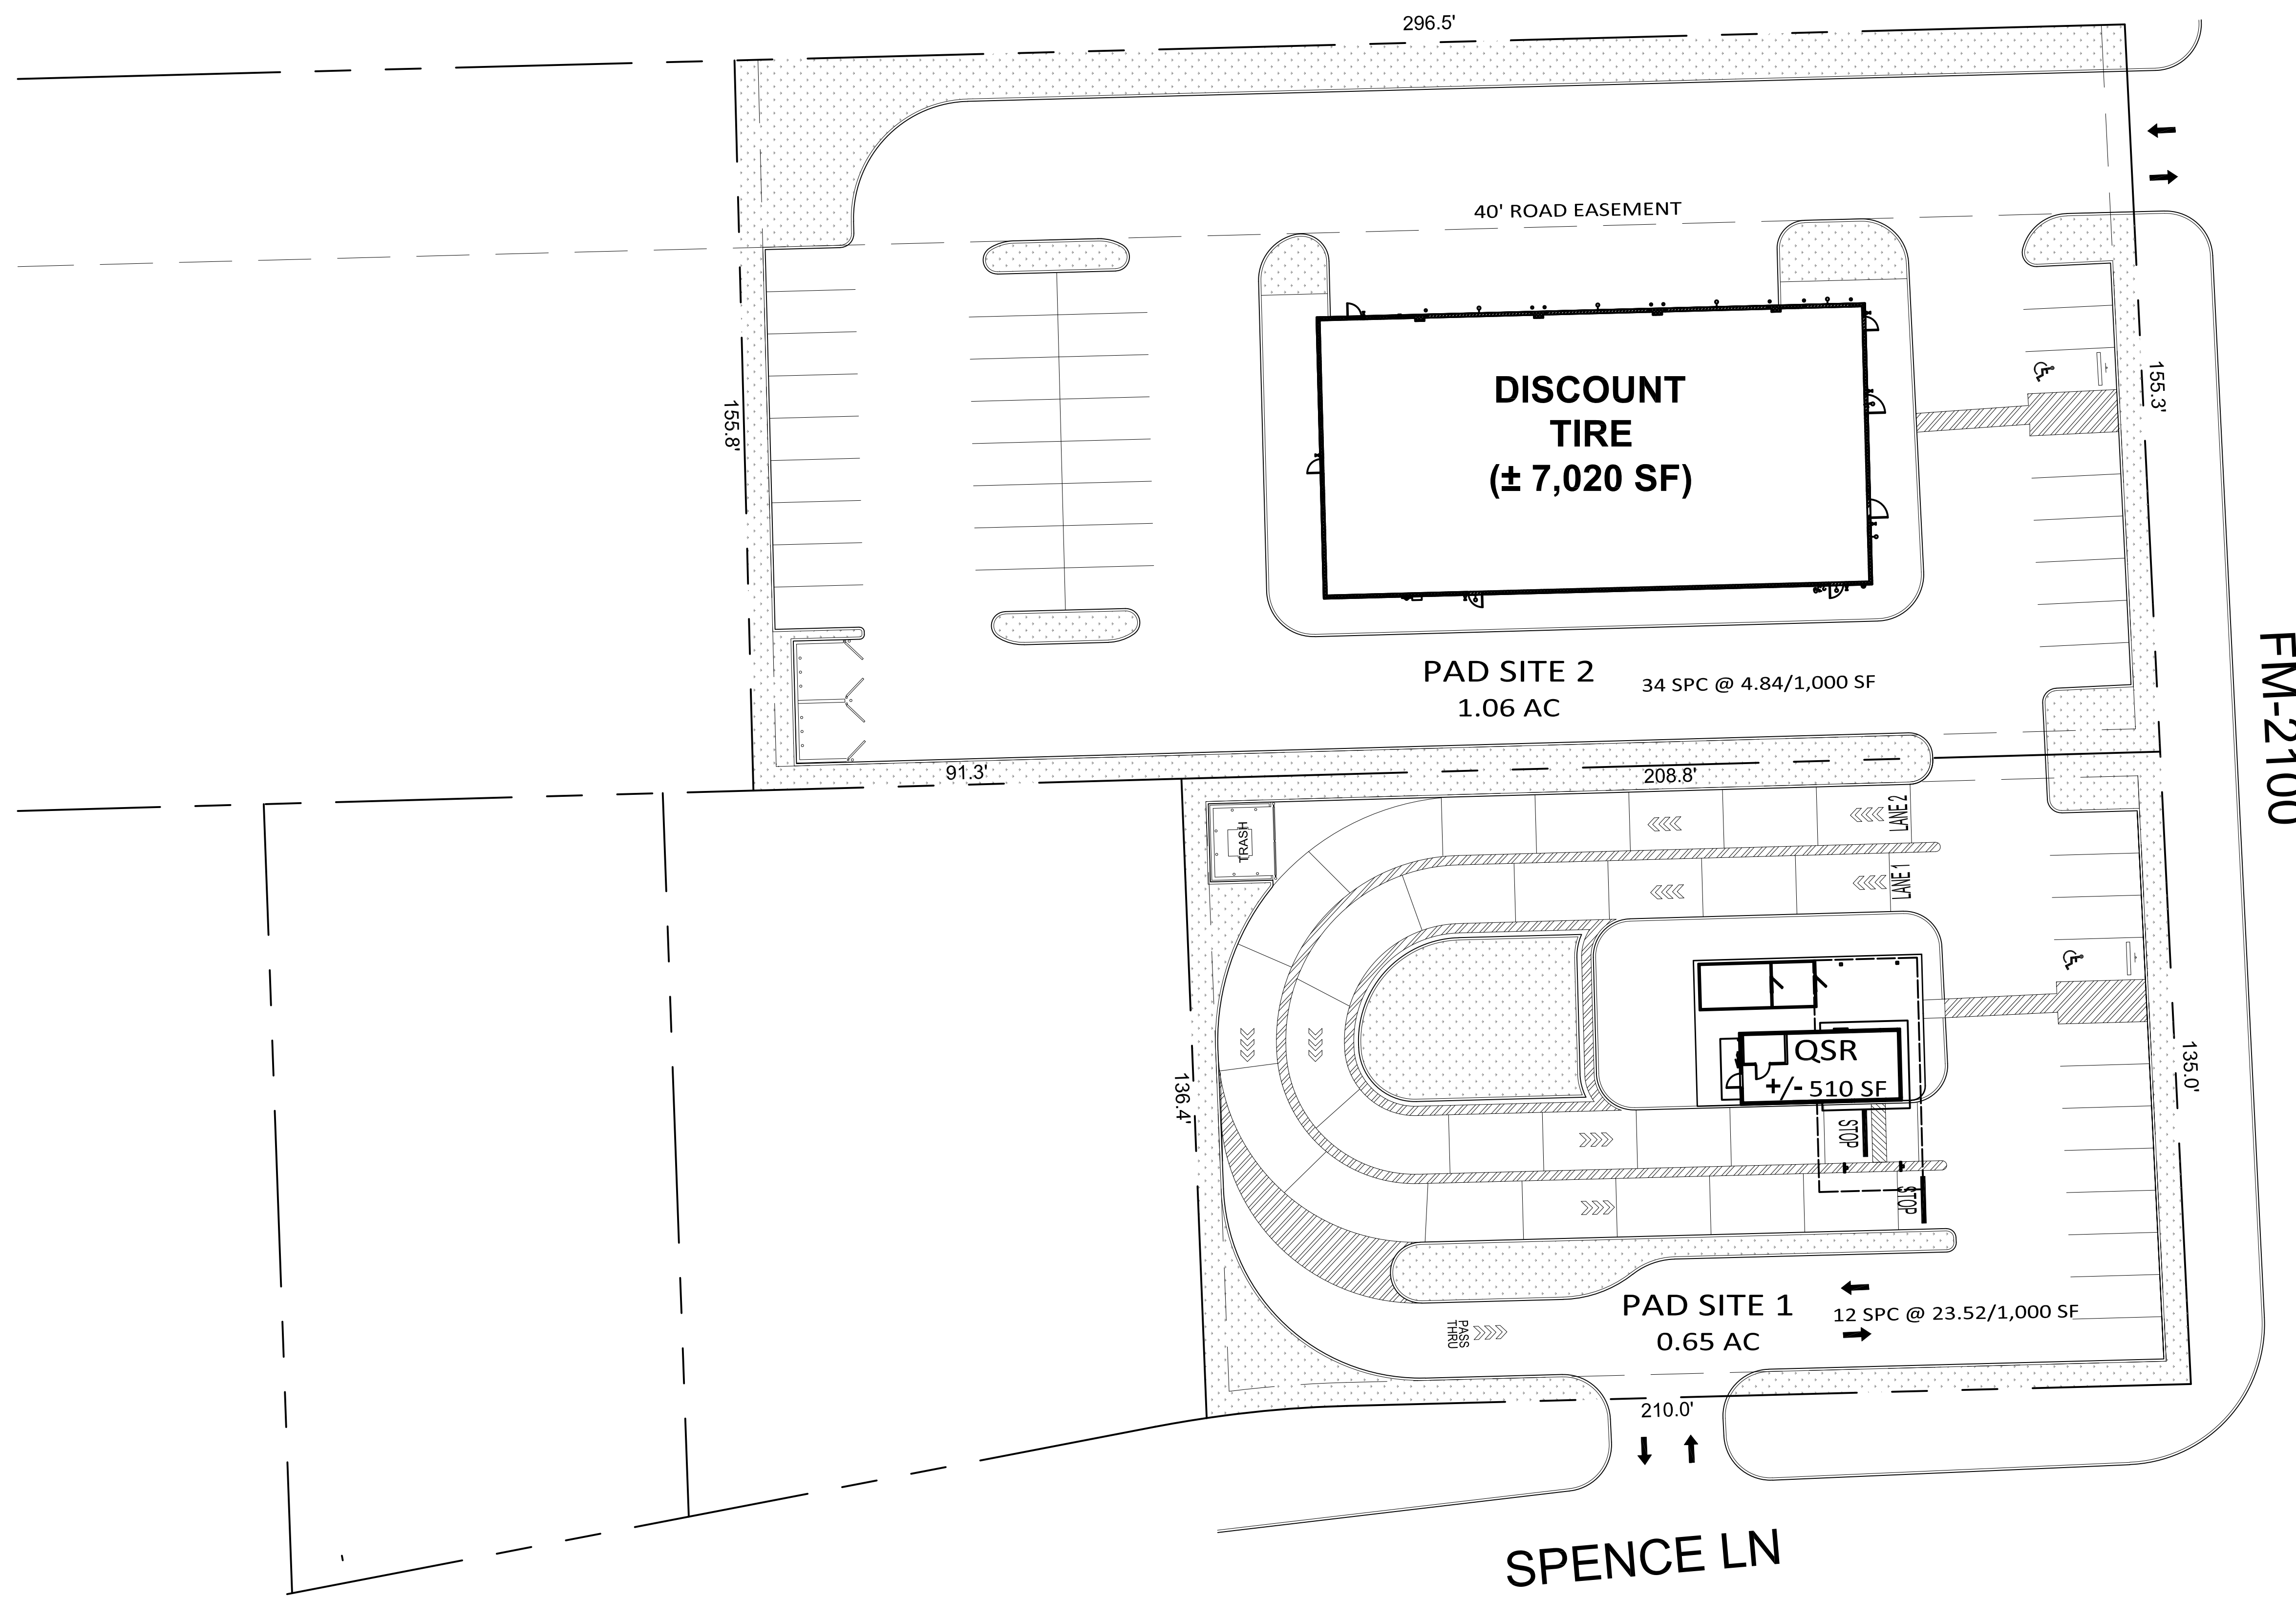 296.5'
40' ROAD EASEMENT
DISCOUNT
TIRE
(± 7,020 SF)
155.8'
155.3'
PAD SITE 2
1.06 AC
34 SPC @ 4.84/1,000 SF
FM-2100
91.3'
208.8'
TRASH
LANE 2
LANE 1
QSR
+/- 510 SF
136.4'
135.0'
STOP
STOP
PAD SITE 1
0.65 AC
12 SPC @ 23.52/1,000 SF
PASS
THRU
210.0'
SPENCE LN